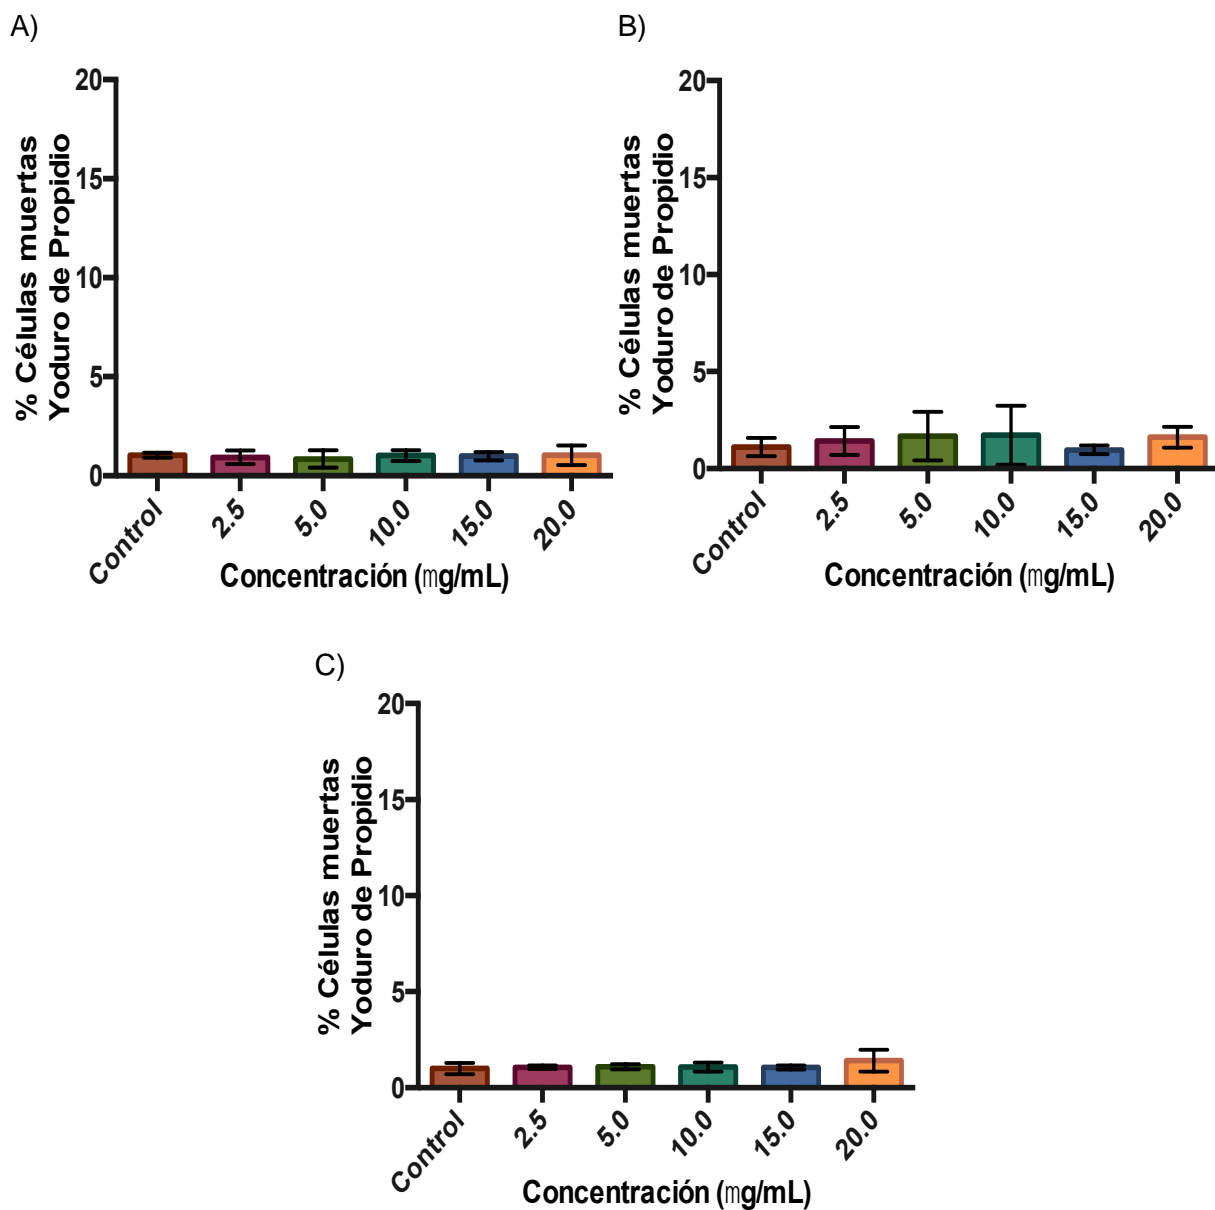 A)
% Células muertas
Yoduro de Propidio
20
15
10
5
0
Control
2.5
5.0
10.0
15.0
20.0
Concentración (mg/mL)
B)
% Células muertas
Yoduro de Propidio
20
15
10
5
0
Control
2.5
5.0
10.0
15.0
20.0
Concentración (mg/mL)
C)
% Células muertas
Yoduro de Propidio
20
15
10
5
0
Control
2.5
5.0
10.0
15.0
20.0
Concentración (mg/mL)